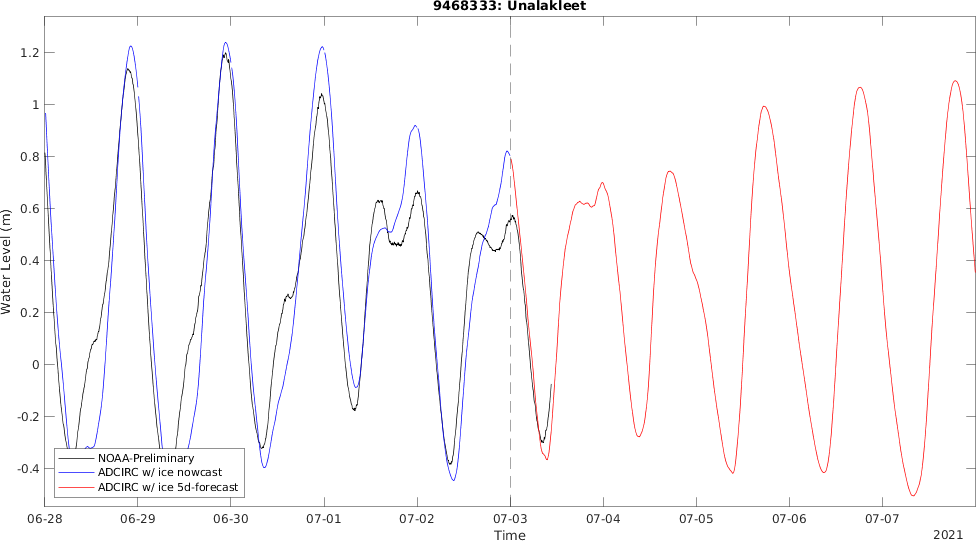 9468333: Unalakleet
1.2
1
0.8
0.6
0.4
0.2
0
-0.2
-0.4
Water Level (m)
NOAA-Preliminary
ADCIRC w/ ice nowcast
ADCIRC w/ ice 5d-forecast
06-28 06-29 06-30 07-01 07-02 07-03 07-04 07-05 07-06 07-07
Time
2021